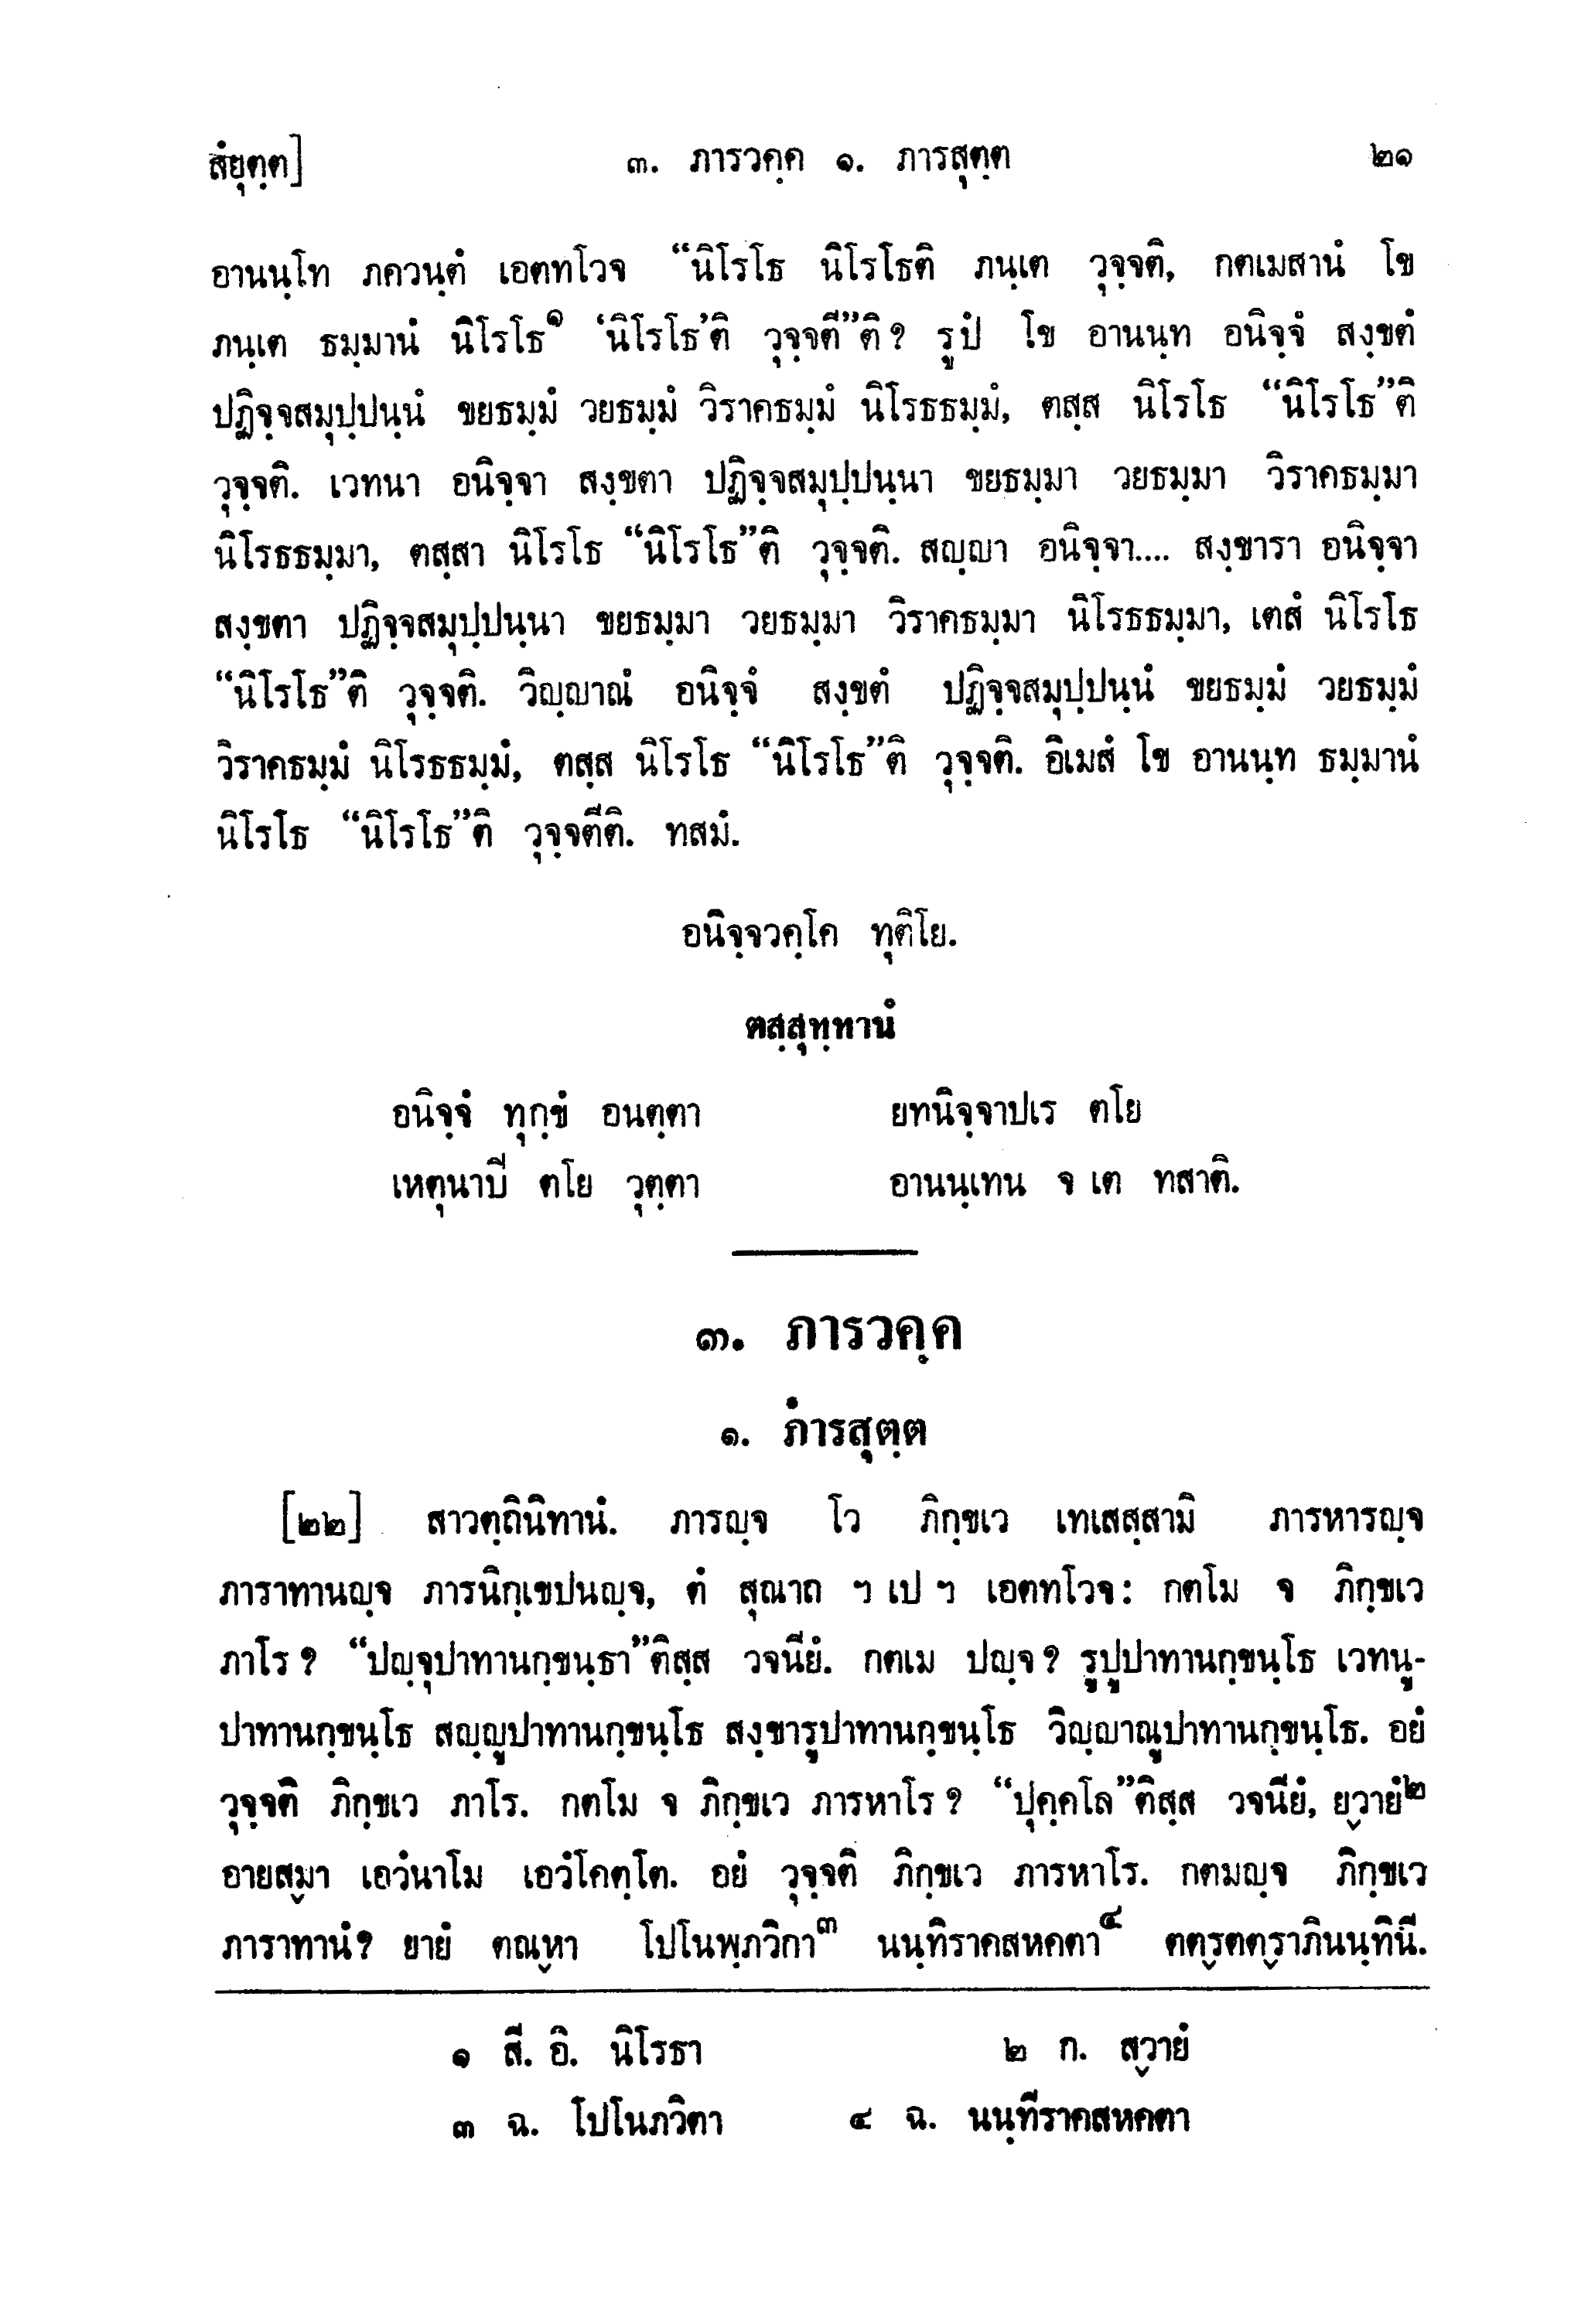 สํยุตฺต]
๓. ภารวคฺค ๑. ภารสุตฺต
๒๑
อานนฺโท ภควนฺตํ เอตทโวจ “นิโรโธ นิโรโธติ ภนฺเต วุจฺจติ, กตเมสานํ โข
ภนฺเต ธมฺมานํ นิโรโธ๑ ‘นิโรโธ’ติ วุจฺจตี”ติ? รูปํ โข อานนฺท อนิจฺจํ สงฺขตํ
ปฏิจฺจสมุปฺปนฺนํ ขยธมฺมํ วยธมฺมํ วิราคธมฺมํ นิโรธธมฺมํ, ตสฺส นิโรโธ “นิโรโธ”ติ
วุจฺจติ. เวทนา อนิจฺจา สงฺขตา ปฏิจฺจสมุปฺปนฺนา ขยธมฺมา วยธมฺมา วิราคธมฺมา
นิโรธธมฺมา, ตสฺสา นิโรโธ “นิโรโธ”ติ วุจฺจติ. สญฺญา อนิจฺจา.... สงฺขารา อนิจฺจา
สงฺขตา ปฏิจฺจสมุปฺปนฺนา ขยธมฺมา วยธมฺมา วิราคธมฺมา นิโรธธมฺมา, เตสํ นิโรโธ
“นิโรโธ”ติ วุจฺจติ. วิญฺญาณํ อนิจฺจํ สงฺขตํ ปฏิจฺจสมุปฺปนฺนํ ขยธมฺมํ วยธมฺมํ
วิราคธมฺมํ นิโรธธมฺมํ, ตสฺส นิโรโธ “นิโรโธ”ติ วุจฺจติ. อิเมสํ โข อานนฺท ธมฺมานํ
นิโรโธ “นิโรโธ”ติ วุจฺจตีติ. ทสมํ.
อนิจฺจวคฺโค ทุติโย.
ตสฺสุทฺทานํ
อนิจฺจํ ทุกฺขํ อนตฺตา ยทนิจฺจาปเร ตโย
เหตุนาปิ ตโย วุตฺตา อานนฺเทน จ เต ทสาติ.
๓. ภารวคฺค
๑. ภารสุตฺต
[๒๒] สาวตฺถินิทานํ. ภารญฺจ โว ภิกฺขเว เทเสสฺสามิ ภารหารญฺจ
ภาราทานญฺจ ภารนิกฺเขปนญฺจ, ตํ สุณาถ ฯ เป ฯ เอตทโวจ: กตโม จ ภิกฺขเว
ภาโร? “ปญฺจุปาทานกฺขนฺธา”ติสฺส วจนียํ. กตเม ปญฺจ? รูปูปาทานกฺขนฺโธ เวทนู-
ปาทานกฺขนฺโธ สญฺญูปาทานกฺขนฺโธ สงฺขารูปาทานกฺขนฺโธ วิญฺญาณูปาทานกฺขนฺโธ. อยํ
วุจฺจติ ภิกฺขเว ภาโร. กตโม จ ภิกฺขเว ภารหาโร? “ปุคฺคโล”ติสฺส วจนียํ, ยฺวายํ๒
อายสฺมา เอวํนาโม เอวํโคตฺโต. อยํ วุจฺจติ ภิกฺขเว ภารหาโร. กตมญฺจ ภิกฺขเว
ภาราทานํ? ยายํ ตณฺหา โปโนพฺภวิกา๓ นนฺทิราคสหคตา๔ ตตฺรตตฺราภินนฺทินี.
๑ สี. อิ. นิโรธา ๒ ก. สฺวายํ
๓ ฉ. โปโนภวิตา ๔ ฉ. นนฺทีราคสหคตา